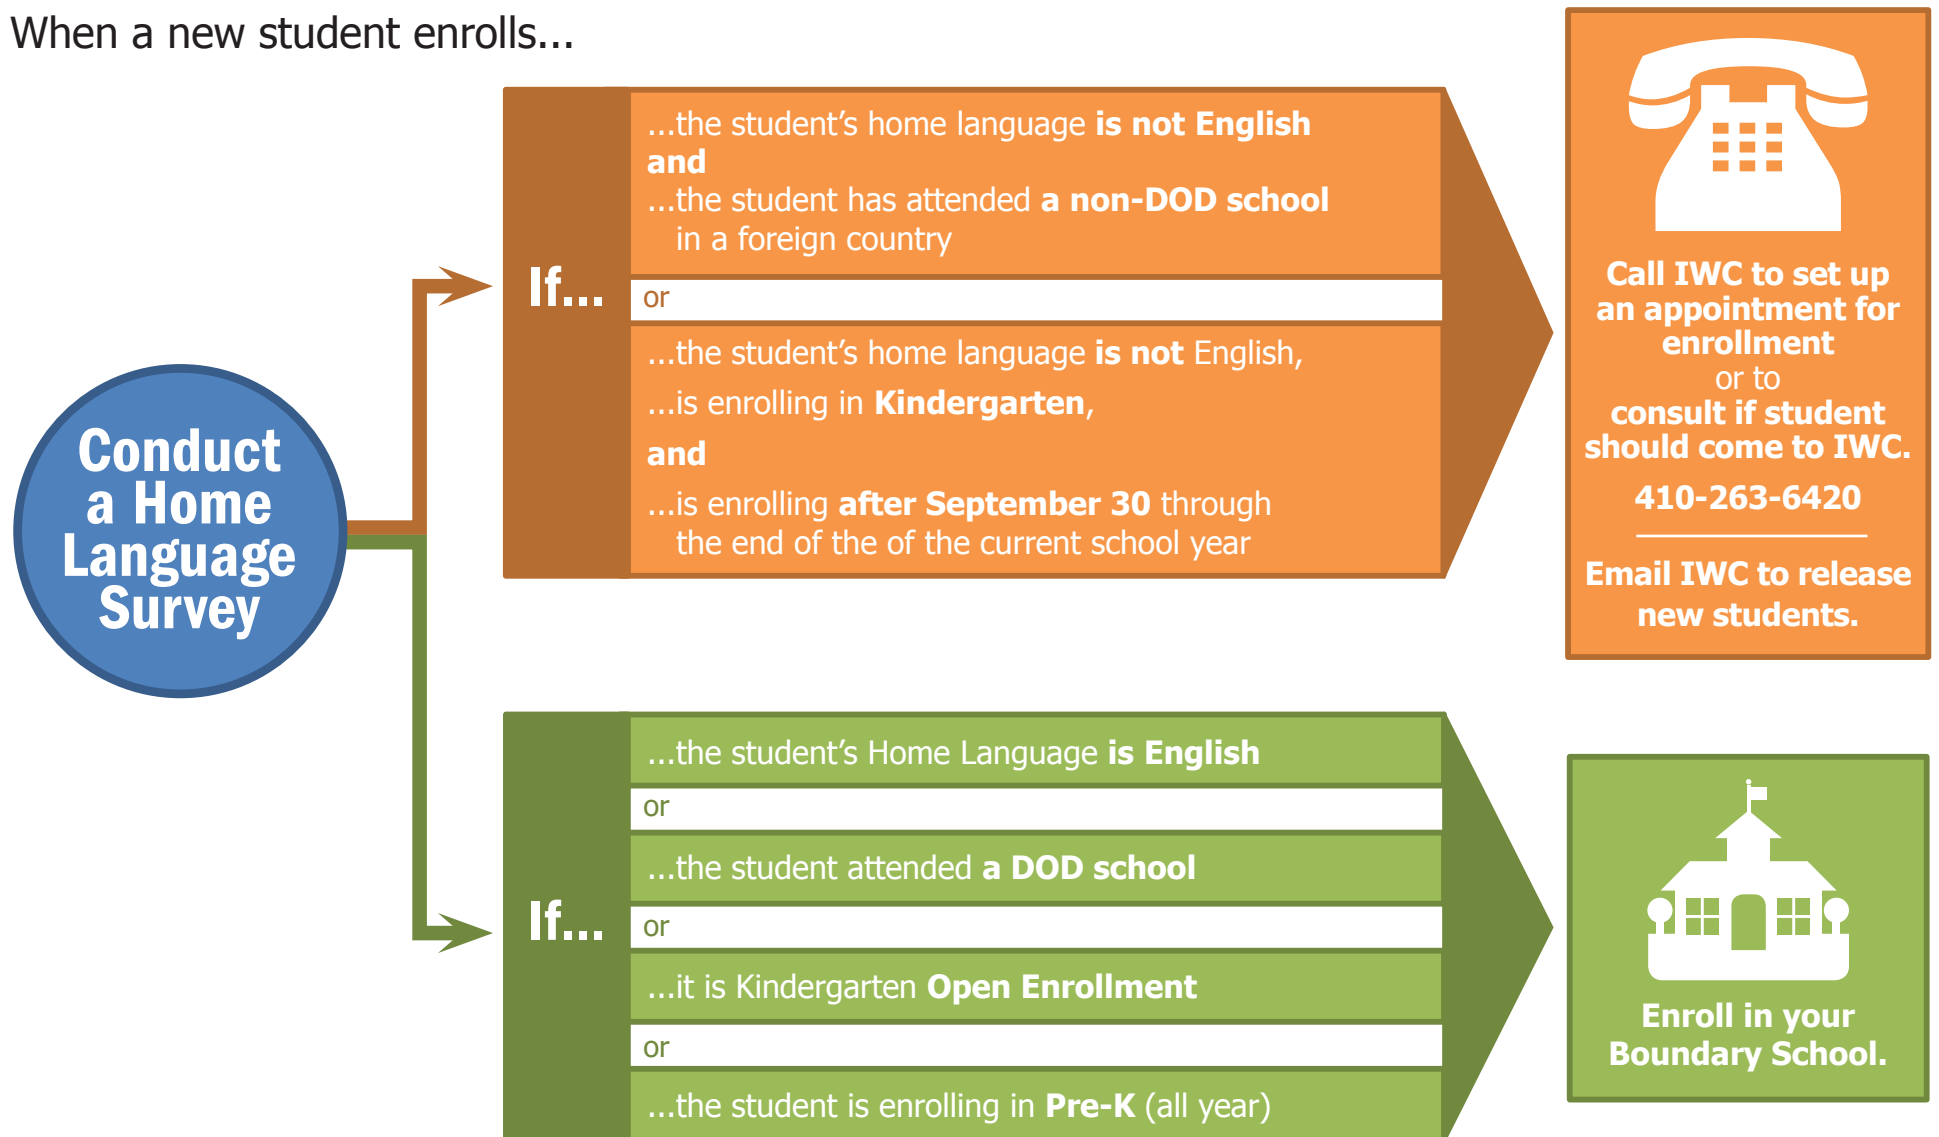 When a new student enrolls...
Conduct
a Home
Language
Survey
If...
...the student's home language is not English
and
...the student has attended a non-DOD school
in a foreign country
or
...the student's home language is not English,
...is enrolling in Kindergarten,
and
...is enrolling after September 30 through
the end of the of the current school year
Call IWC to set up
an appointment for
enrollment
or to
consult if student
should come to IWC.
410-263-6420
Email IWC to release
new students.
If...
...the student's Home Language is English
or
...the student attended a DOD school
or
...it is Kindergarten Open Enrollment
or
...the student is enrolling in Pre-K (all year)
Enroll in your
Boundary School.